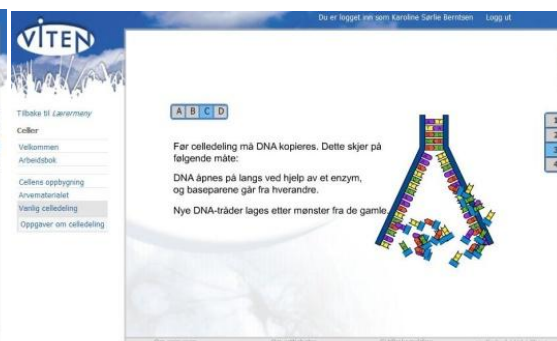 Du er logget inn som Karoline Sørlie Berntsen Logg ut
VITEN
Tilbake til Lærermeny
Celler
Velkommen
Arbeidsbok
Cellens oppbygning
Arvematerialet
Vanlig celledeling
Oppgaver om celledeling
A B C D
Før celledeling må DNA kopieres. Dette skjer på
følgende måte:
DNA åpnes på langs ved hjelp av et enzym,
og baseparene går fra hverandre.
Nye DNA-tråder lages etter mønster fra de gamle.
1
2
3
4